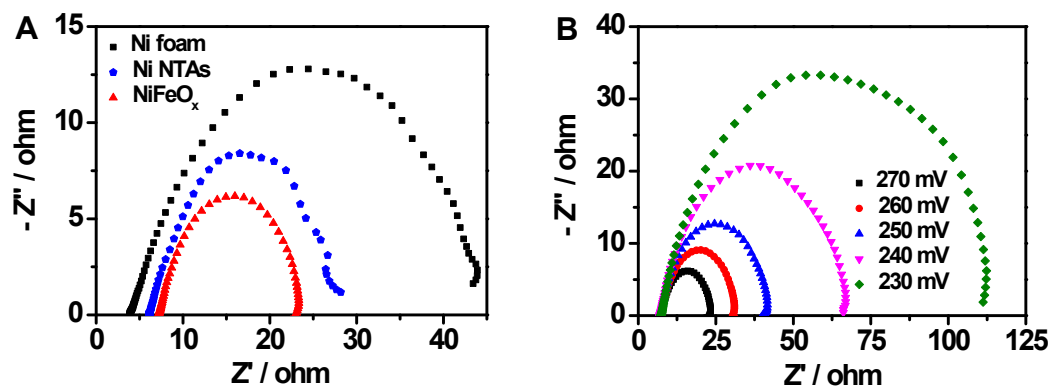 A
- Z'' / ohm
15
10
5
0
Ni foam
Ni NTAs
NiFeOₓ
0 10 20 30 40
Z' / ohm
B
- Z'' / ohm
40
30
20
10
0
270 mV
260 mV
250 mV
240 mV
230 mV
0 25 50 75 100 125
Z' / ohm